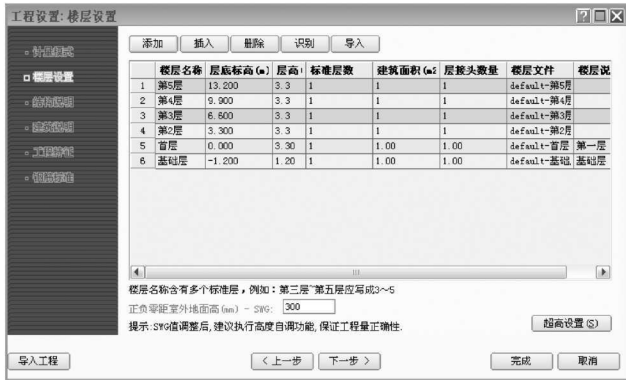 工程设置:楼层设置
计量模式
楼层设置
结构说明
建筑说明
工程特征
钢筋标准
添加 插入 删除 识别 导入
楼层名称 层底标高(m) 层高( 标准层数 建筑面积(m2 层接头数量 楼层文件 楼层说
1 第5层 13.200 3.3 1 1 1 default-第5层
2 第4层 9.900 3.3 1 1 1 default-第4层
3 第3层 6.600 3.3 1 1 1 default-第3层
4 第2层 3.300 3.3 1 1 1 default-第2层
5 首层 0.000 3.30 1 1.00 1.00 default-首层 第一层
6 基础层 -1.200 1.20 1 1.00 1.00 default-基础 基础层
楼层名称含有多个标准层,例如:第三层~第五层应写成3~5
正负零距室外地面高(mm) - SWG: 300
提示:SWG值调整后,建议执行高度自调功能,保证工程量正确性.
超高设置(S)
导入工程 <上一步 下一步> 完成 取消